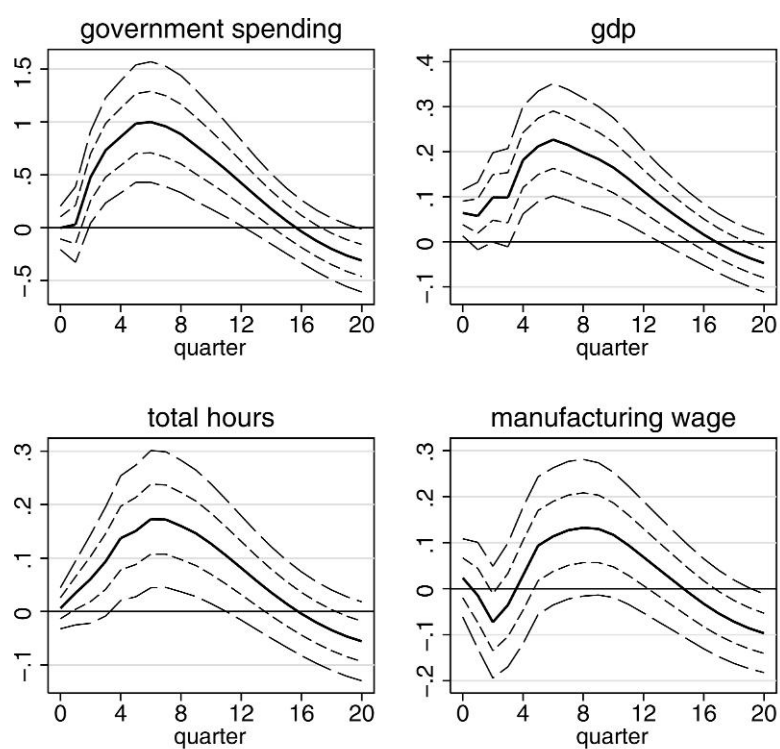 government spending
1.5
1
.5
0
-.5
0 4 8 12 16 20
quarter
gdp
.4
.3
.2
.1
0
-.1
0 4 8 12 16 20
quarter
total hours
.3
.2
.1
0
-.1
0 4 8 12 16 20
quarter
manufacturing wage
.3
.2
.1
0
-.1
-.2
0 4 8 12 16 20
quarter